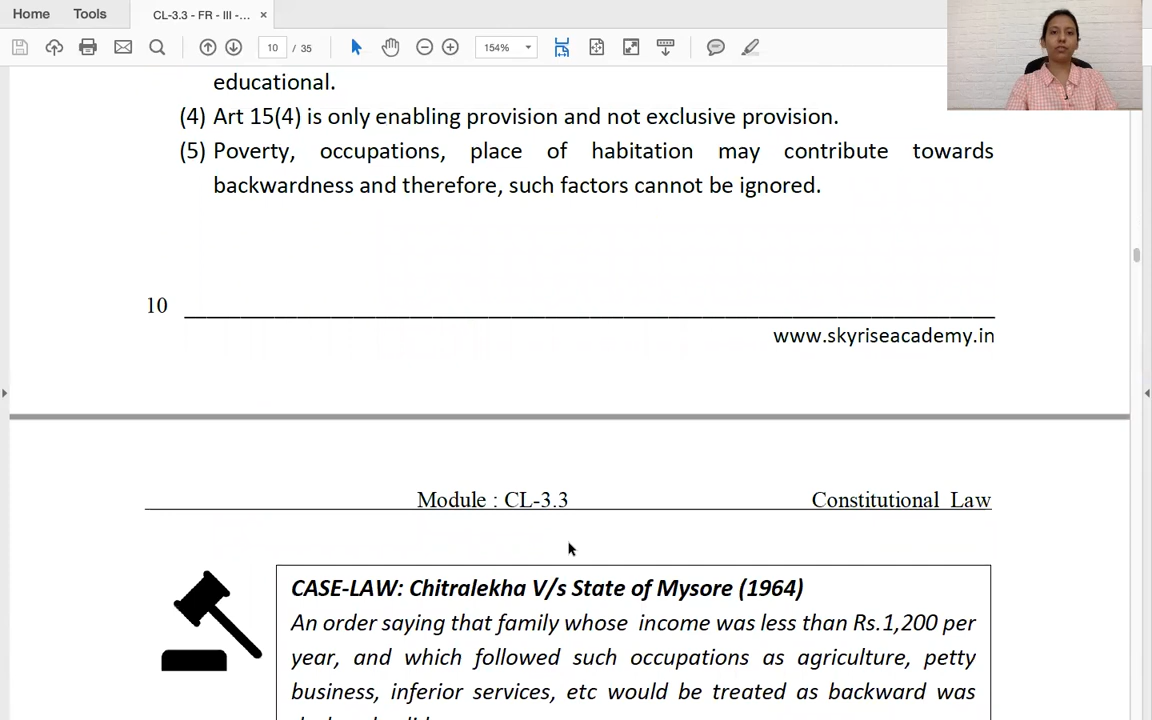 Home Tools CL-3.3 - FR - III -... ×
10 / 35 154%
educational.
(4) Art 15(4) is only enabling provision and not exclusive provision.
(5) Poverty, occupations, place of habitation may contribute towards
backwardness and therefore, such factors cannot be ignored.
10
www.skyriseacademy.in
Module : CL-3.3 Constitutional Law
CASE-LAW: Chitralekha V/s State of Mysore (1964)
An order saying that family whose income was less than Rs.1,200 per
year, and which followed such occupations as agriculture, petty
business, inferior services, etc would be treated as backward was